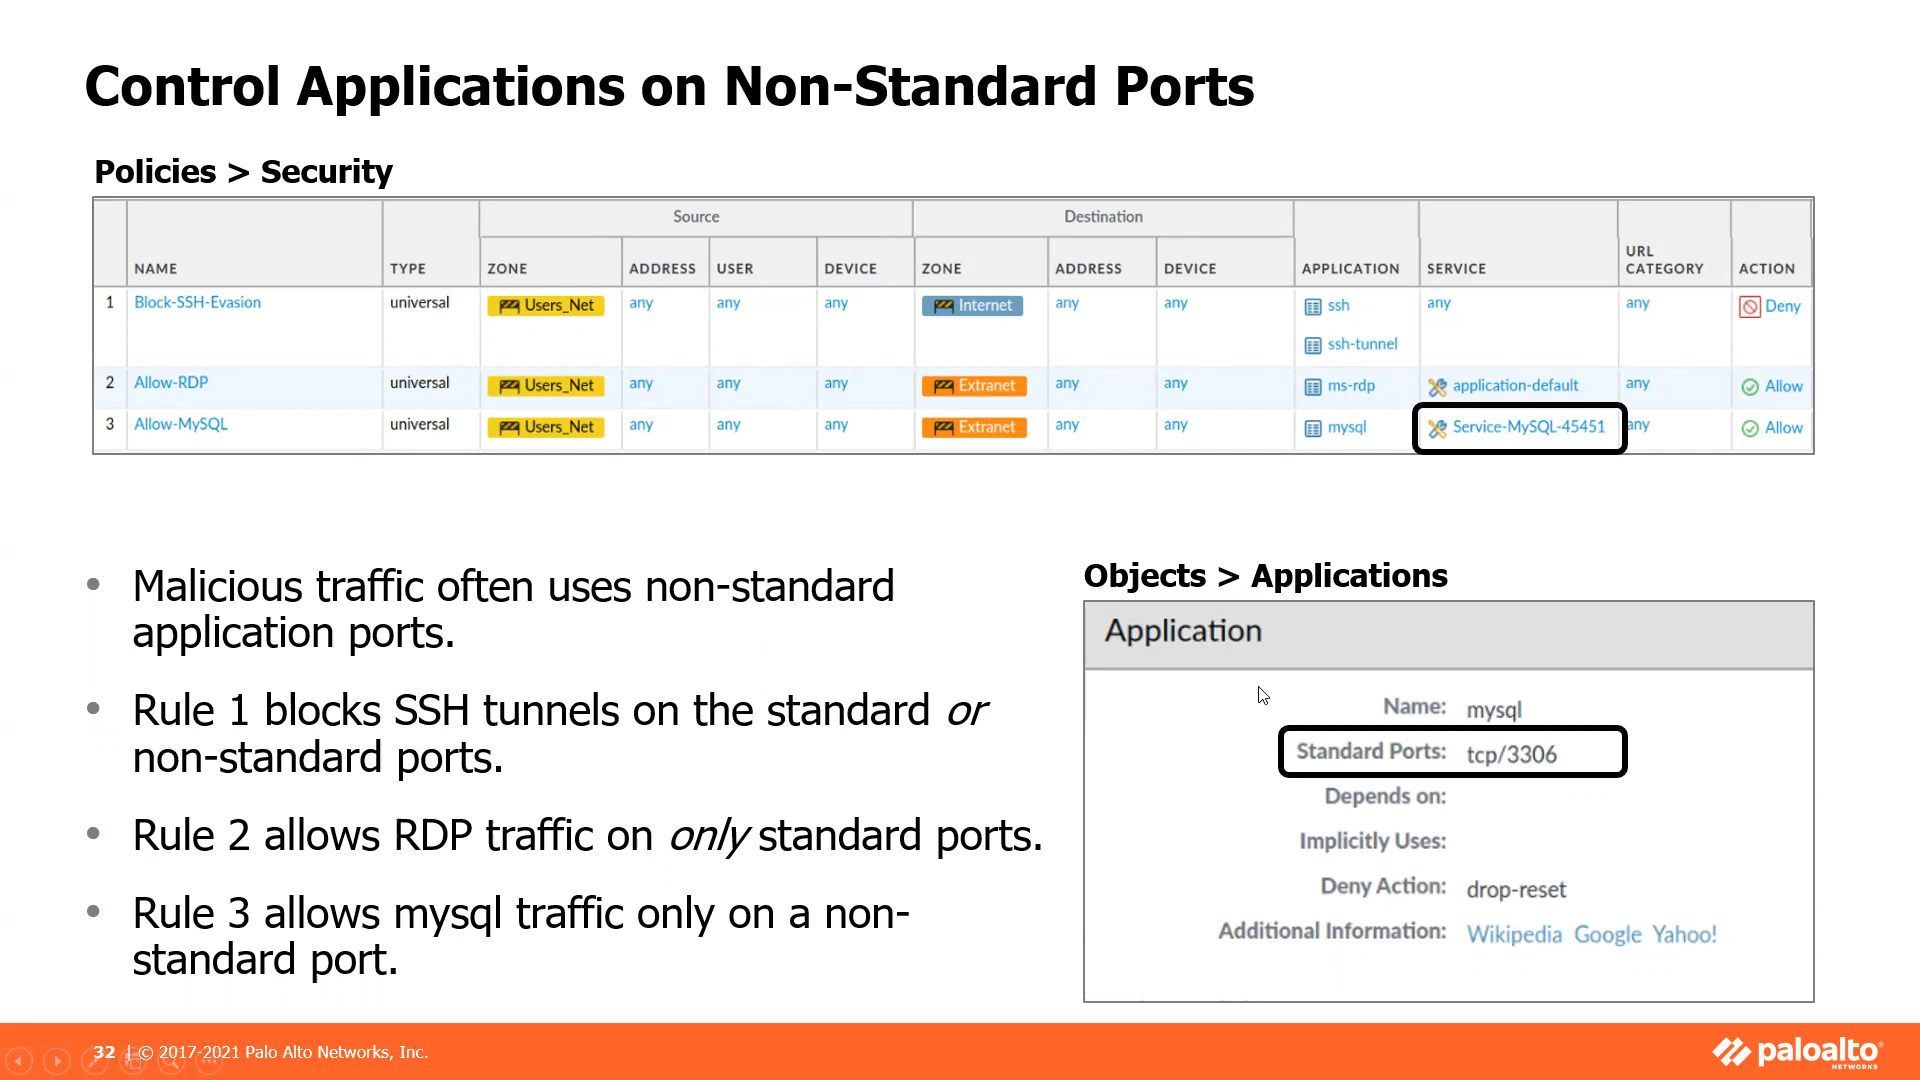 Control Applications on Non-Standard Ports
Policies > Security
Source Destination
NAME TYPE ZONE ADDRESS USER DEVICE ZONE ADDRESS DEVICE APPLICATION SERVICE URL CATEGORY ACTION
1 Block-SSH-Evasion universal Users_Net any any any Internet any any ssh any any Deny
ssh-tunnel
2 Allow-RDP universal Users_Net any any any Extranet any any ms-rdp application-default any Allow
3 Allow-MySQL universal Users_Net any any any Extranet any any mysql Service-MySQL-45451 any Allow
• Malicious traffic often uses non-standard
application ports.
• Rule 1 blocks SSH tunnels on the standard or
non-standard ports.
• Rule 2 allows RDP traffic on only standard ports.
• Rule 3 allows mysql traffic only on a non-
standard port.
Objects > Applications
Application
Name: mysql
Standard Ports: tcp/3306
Depends on:
Implicitly Uses:
Deny Action: drop-reset
Additional Information: Wikipedia Google Yahoo!
32 | © 2017-2021 Palo Alto Networks, Inc.
paloalto®
NETWORKS